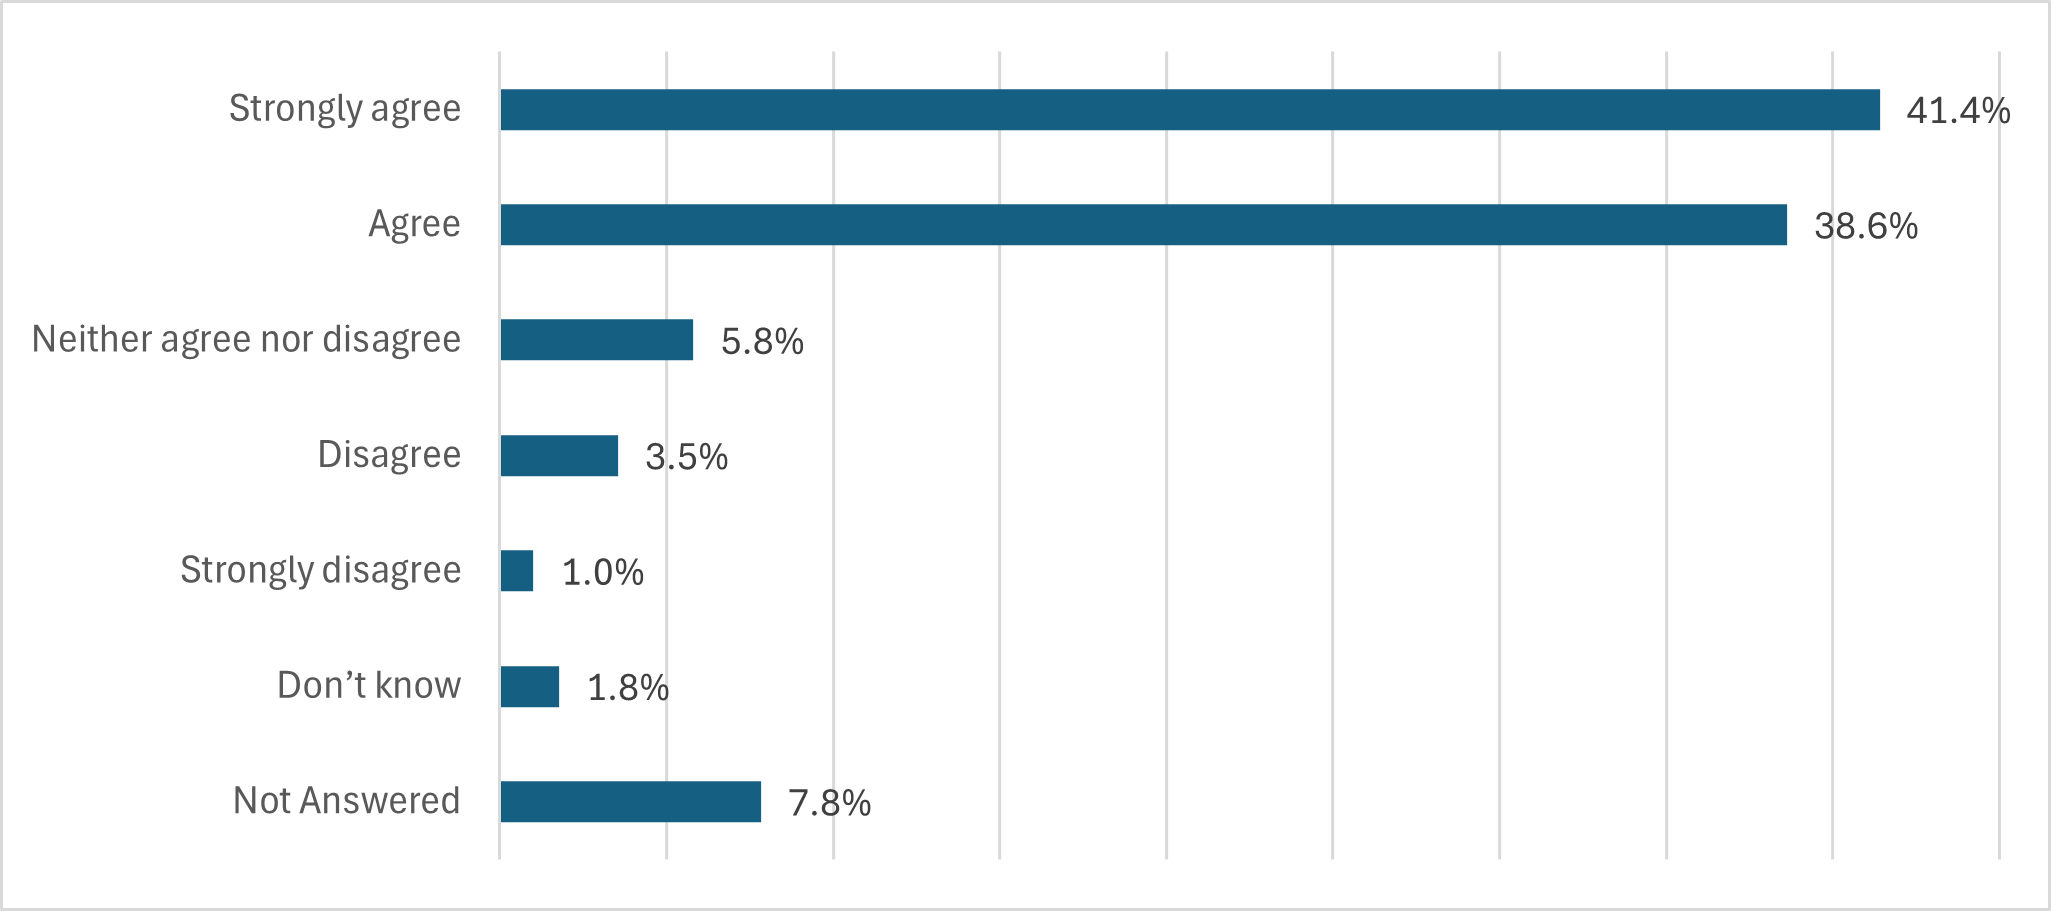 Strongly agree 41.4%
Agree 38.6%
Neither agree nor disagree 5.8%
Disagree 3.5%
Strongly disagree 1.0%
Don’t know 1.8%
Not Answered 7.8%